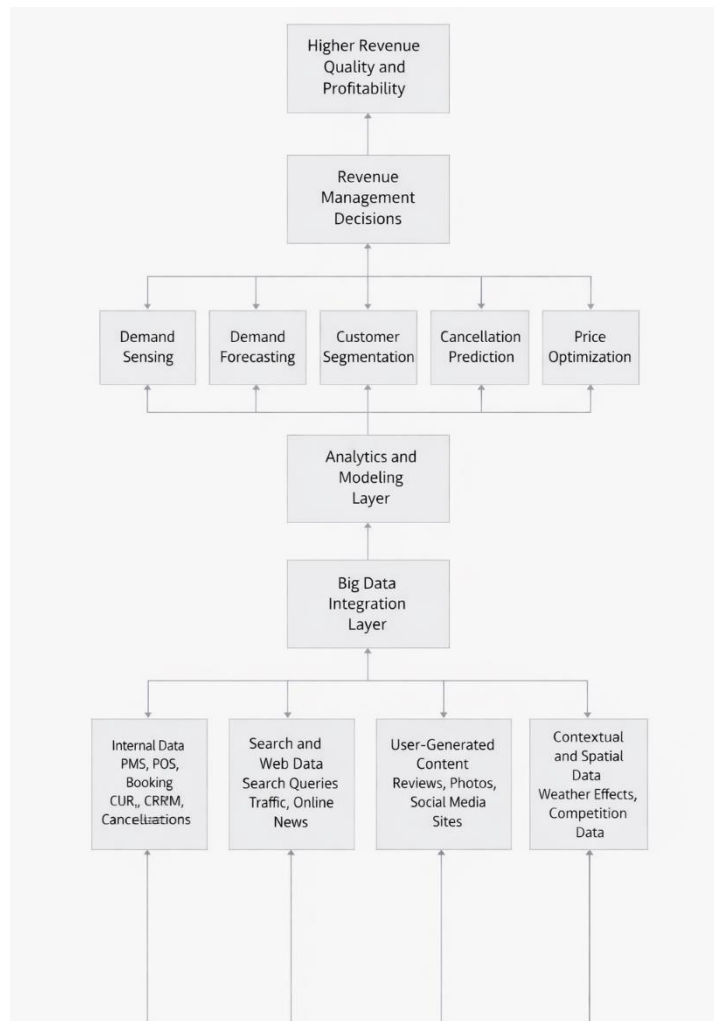 Higher Revenue
Quality and
Profitability
Revenue
Management
Decisions
Demand
Sensing
Demand
Forecasting
Customer
Segmentation
Cancellation
Prediction
Price
Optimization
Analytics and
Modeling
Layer
Big Data
Integration
Layer
Internal Data
PMS, POS,
Booking
Search and
Web Data
Search Queries
Traffic, Online
News
User-Generated
Content
Reviews, Photos,
Social Media
Sites
Contextual
and Spatial
Data
Weather Effects,
Competition
Data